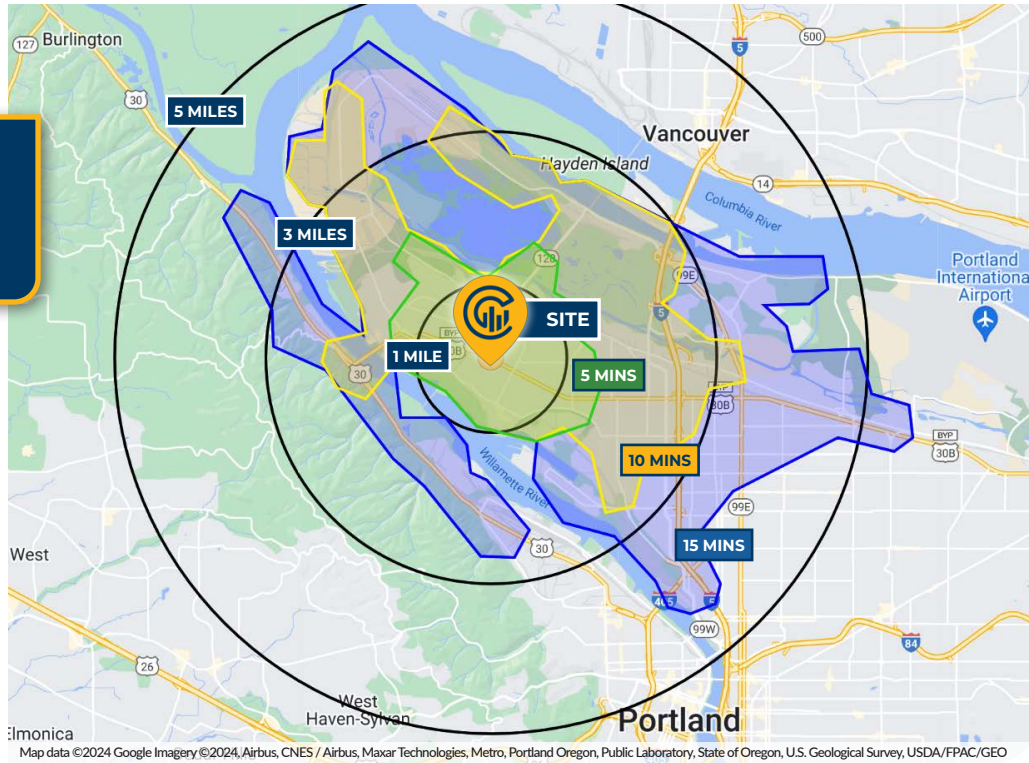 127
Burlington
5
500
30
5 MILES
Vancouver
Hayden Island
14
Columbia River
3 MILES
Portland
International
Airport
120
99E
5
SITE
BYP
30B
1 MILE
30
5 MINS
BYP
30B
BYP
30B
10 MINS
Willamette River
99E
15 MINS
West
30
405
5
99W
84
26
West
Haven-Sylvan
Portland
Elmonica
Map data ©2024 Google Imagery ©2024, Airbus, CNES / Airbus, Maxar Technologies, Metro, Portland Oregon, Public Laboratory, State of Oregon, U.S. Geological Survey, USDA/FPAC/GEO